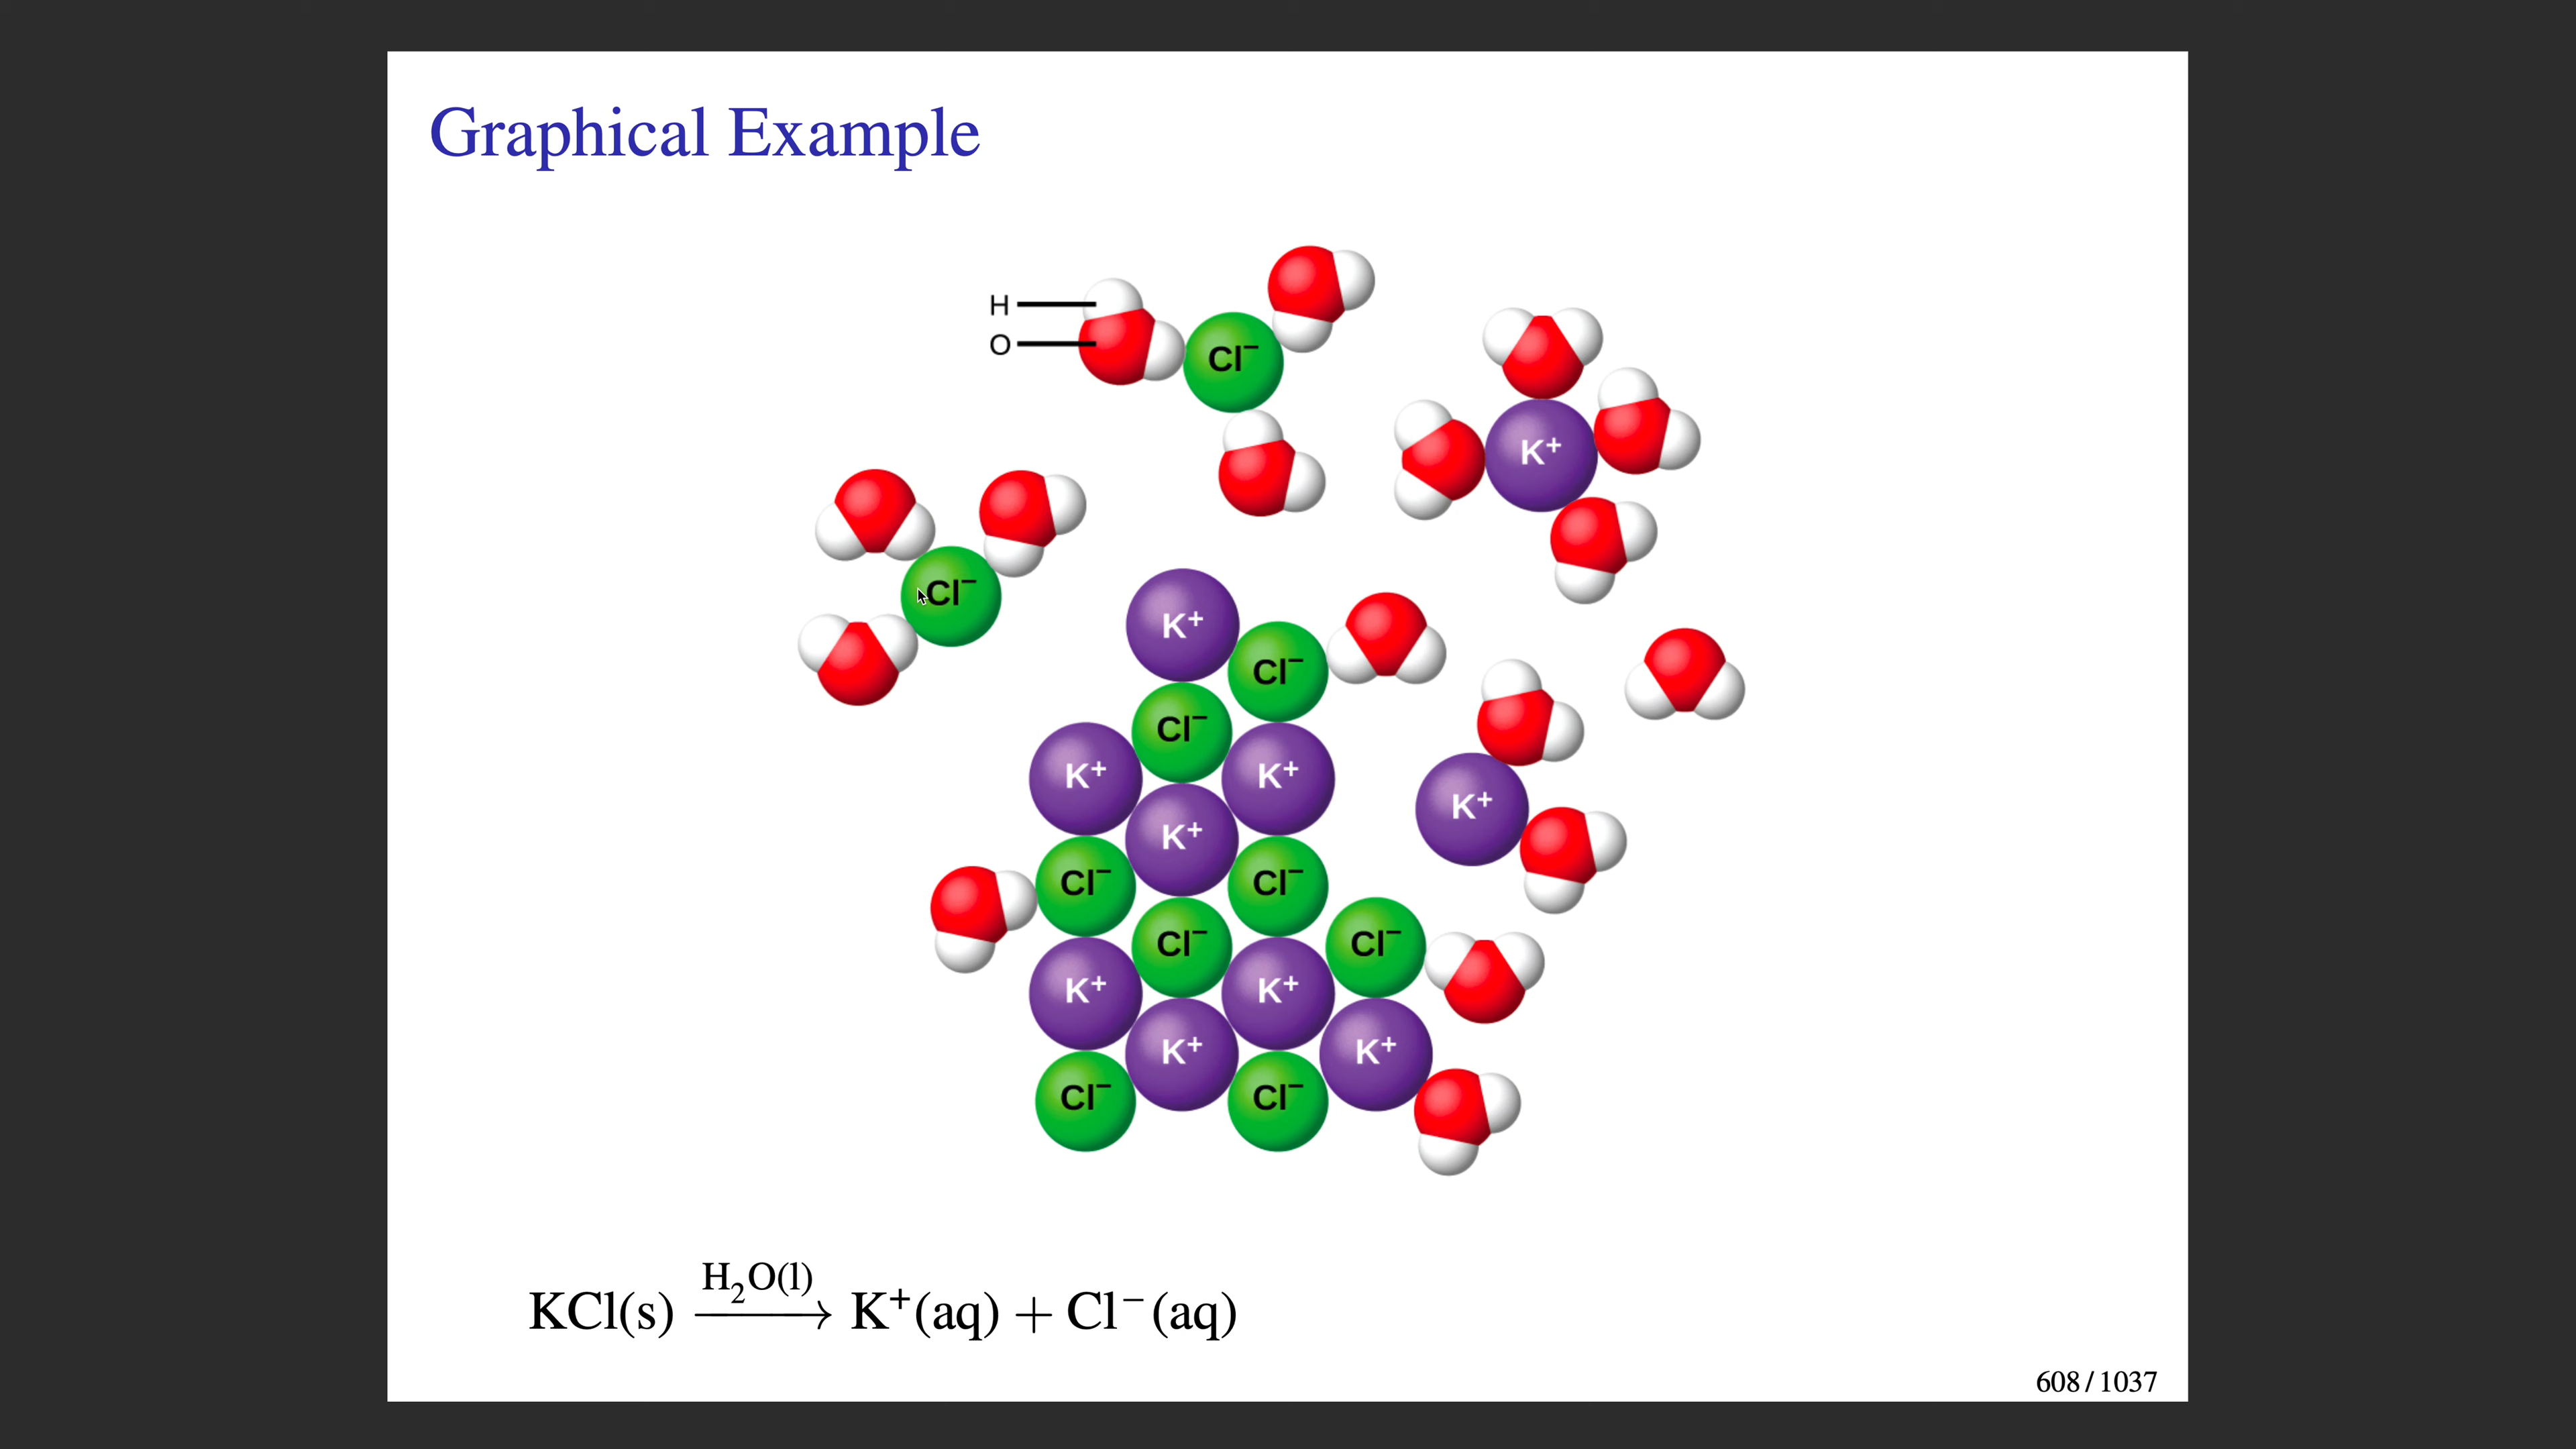 Graphical Example
H
O
Cl⁻
K⁺
Cl⁻
K⁺
Cl⁻
Cl⁻
K⁺
K⁺
K⁺
K⁺
Cl⁻
Cl⁻
Cl⁻
Cl⁻
K⁺
K⁺
K⁺
K⁺
Cl⁻
Cl⁻
H₂O(l)
KCl(s) ⟶ K⁺(aq) + Cl⁻(aq)
608 / 1037